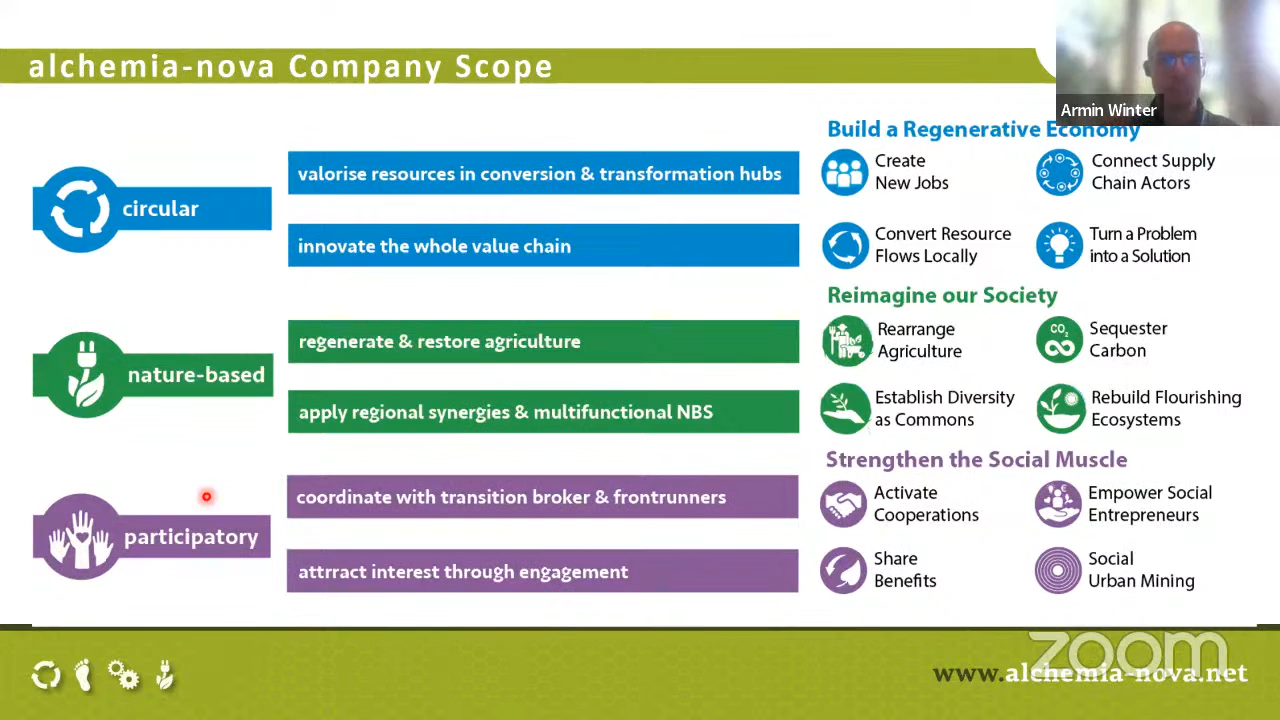 alchemia-nova Company Scope
Armin Winter
circular
valorise resources in conversion & transformation hubs
innovate the whole value chain
Build a Regenerative Economy
Create
New Jobs
Connect Supply
Chain Actors
Convert Resource
Flows Locally
Turn a Problem
into a Solution
nature-based
regenerate & restore agriculture
apply regional synergies & multifunctional NBS
Reimagine our Society
Rearrange
Agriculture
CO2
Sequester
Carbon
Establish Diversity
as Commons
Rebuild Flourishing
Ecosystems
participatory
coordinate with transition broker & frontrunners
attrract interest through engagement
Strengthen the Social Muscle
Activate
Cooperations
Empower Social
Entrepreneurs
Share
Benefits
Social
Urban Mining
zoom
www.alchemia-nova.net